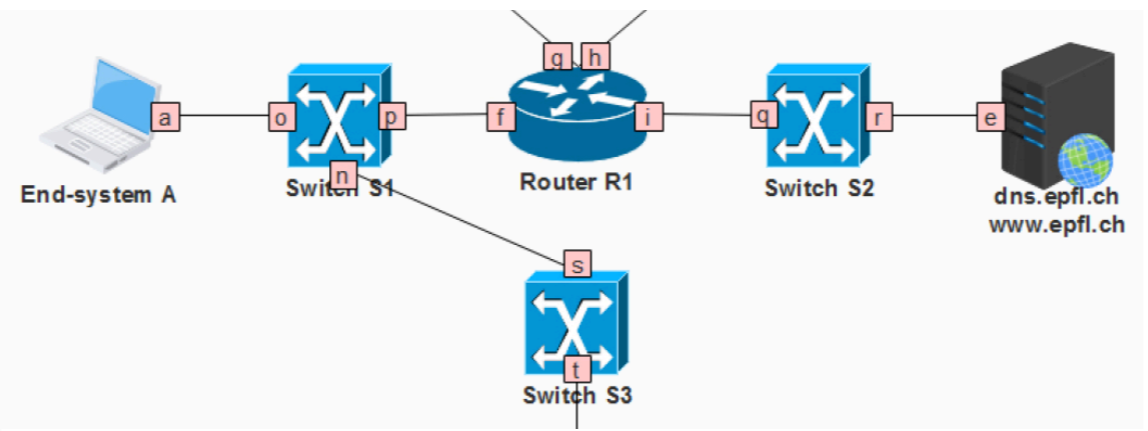 g h
a o p f i q r e
End-system A
Switch S1
n
Router R1
Switch S2
dns.epfl.ch
www.epfl.ch
s
t
Switch S3